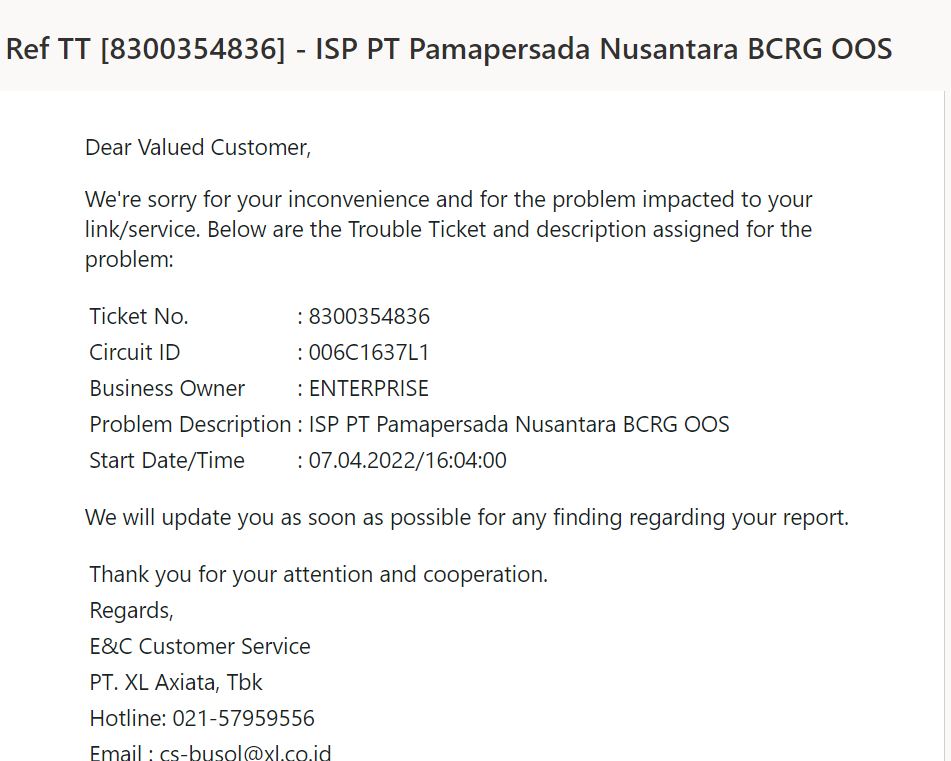 Ref TT [8300354836] - ISP PT Pamapersada Nusantara BCRG OOS
Dear Valued Customer,
We're sorry for your inconvenience and for the problem impacted to your
link/service. Below are the Trouble Ticket and description assigned for the
problem:
Ticket No. : 8300354836
Circuit ID : 006C1637L1
Business Owner : ENTERPRISE
Problem Description : ISP PT Pamapersada Nusantara BCRG OOS
Start Date/Time : 07.04.2022/16:04:00
We will update you as soon as possible for any finding regarding your report.
Thank you for your attention and cooperation.
Regards,
E&C Customer Service
PT. XL Axiata, Tbk
Hotline: 021-57959556
Email : cs-busol@xl.co.id